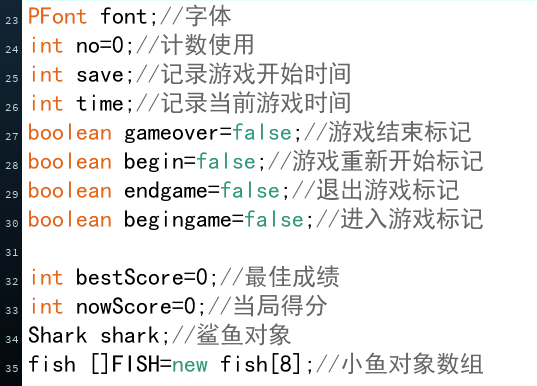 23 PFont font;//字体
24 int no=0;//计数使用
25 int save;//记录游戏开始时间
26 int time;//记录当前游戏时间
27 boolean gameover=false;//游戏结束标记
28 boolean begin=false;//游戏重新开始标记
29 boolean endgame=false;//退出游戏标记
30 boolean begingame=false;//进入游戏标记
31
32 int bestScore=0;//最佳成绩
33 int nowScore=0;//当局得分
34 Shark shark;//鲨鱼对象
35 fish []FISH=new fish[8];//小鱼对象数组